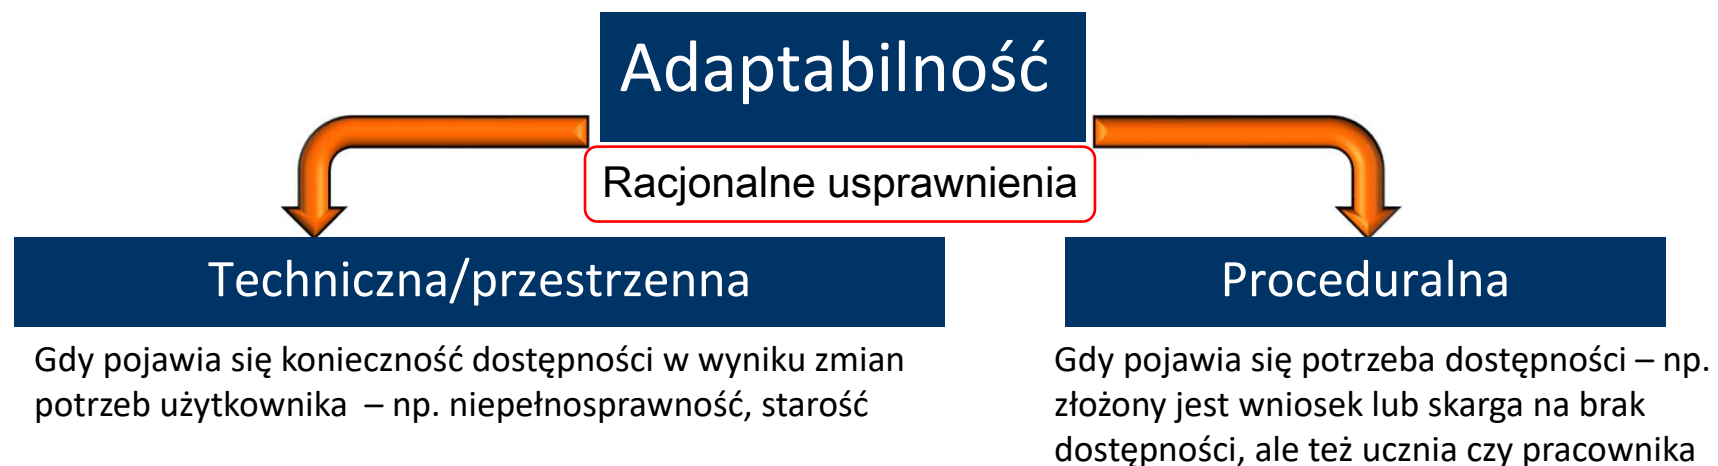 Adaptabilność
Racjonalne usprawnienia
Techniczna/przestrzenna
Gdy pojawia się konieczność dostępności w wyniku zmian
potrzeb użytkownika – np. niepełnosprawność, starość
Proceduralna
Gdy pojawia się potrzeba dostępności – np.
złożony jest wniosek lub skarga na brak
dostępności, ale też ucznia czy pracownika